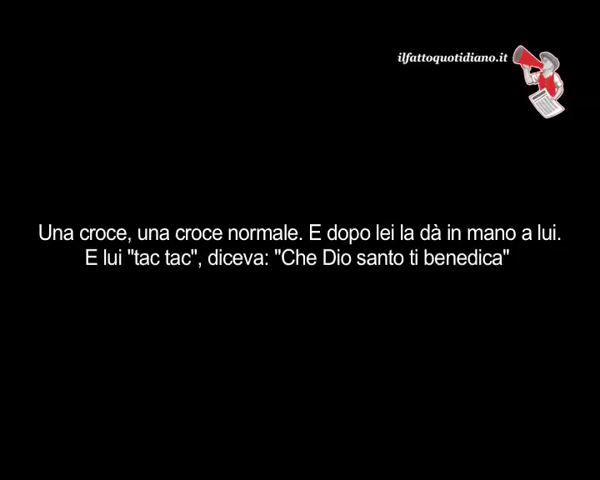 ilfattoquotidiano.it
Una croce, una croce normale. E dopo lei la dà in mano a lui.
E lui "tac tac", diceva: "Che Dio santo ti benedica"